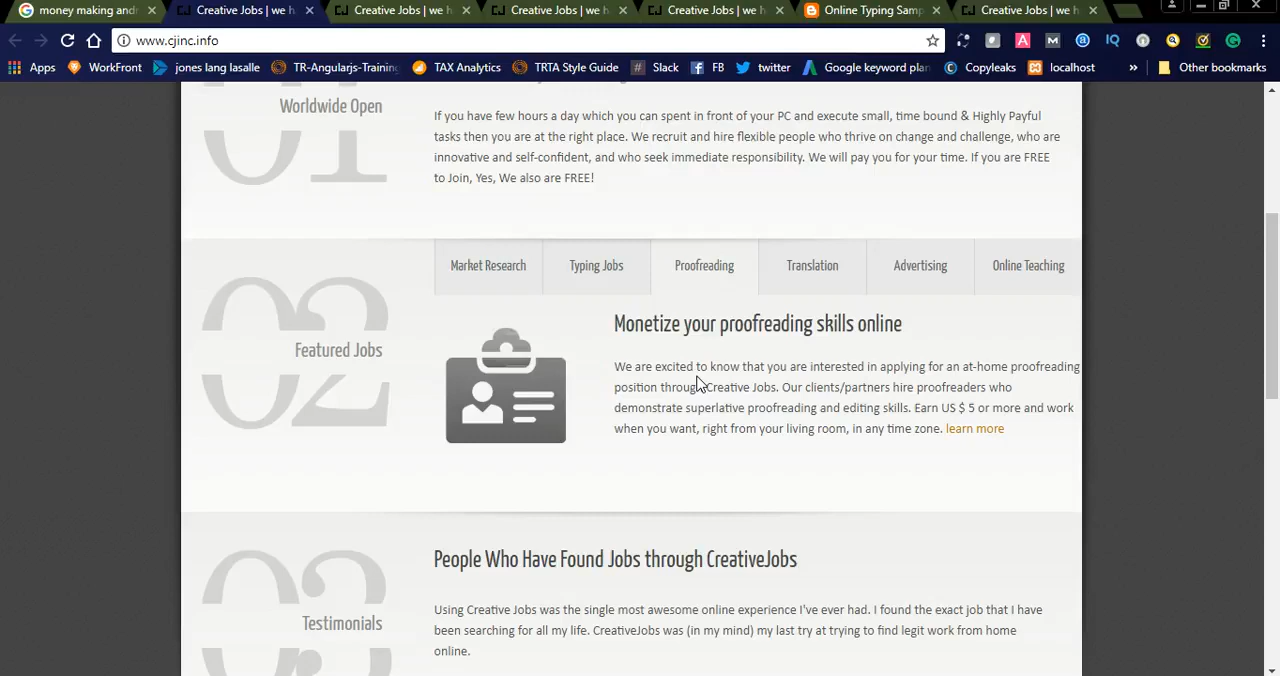 money making and
Creative Jobs | we h
Creative Jobs | we h
Creative Jobs | we h
Creative Jobs | we h
Online Typing Samp
Creative Jobs | we h
www.cjinc.info
Apps
WorkFront
jones lang lasalle
TR-Angularjs-Training
TAX Analytics
TRTA Style Guide
Slack
FB
twitter
Google keyword plan
Copyleaks
localhost
»
Other bookmarks
01
Worldwide Open
If you have few hours a day which you can spent in front of your PC and execute small, time bound & Highly Payful
tasks then you are at the right place. We recruit and hire flexible people who thrive on change and challenge, who are
innovative and self-confident, and who seek immediate responsibility. We will pay you for your time. If you are FREE
to Join, Yes, We also are FREE!
02
Featured Jobs
Market Research
Typing Jobs
Proofreading
Translation
Advertising
Online Teaching
Monetize your proofreading skills online
We are excited to know that you are interested in applying for an at-home proofreading
position through Creative Jobs. Our clients/partners hire proofreaders who
demonstrate superlative proofreading and editing skills. Earn US $ 5 or more and work
when you want, right from your living room, in any time zone. learn more
03
Testimonials
People Who Have Found Jobs through CreativeJobs
Using Creative Jobs was the single most awesome online experience I've ever had. I found the exact job that I have
been searching for all my life. CreativeJobs was (in my mind) my last try at trying to find legit work from home
online.